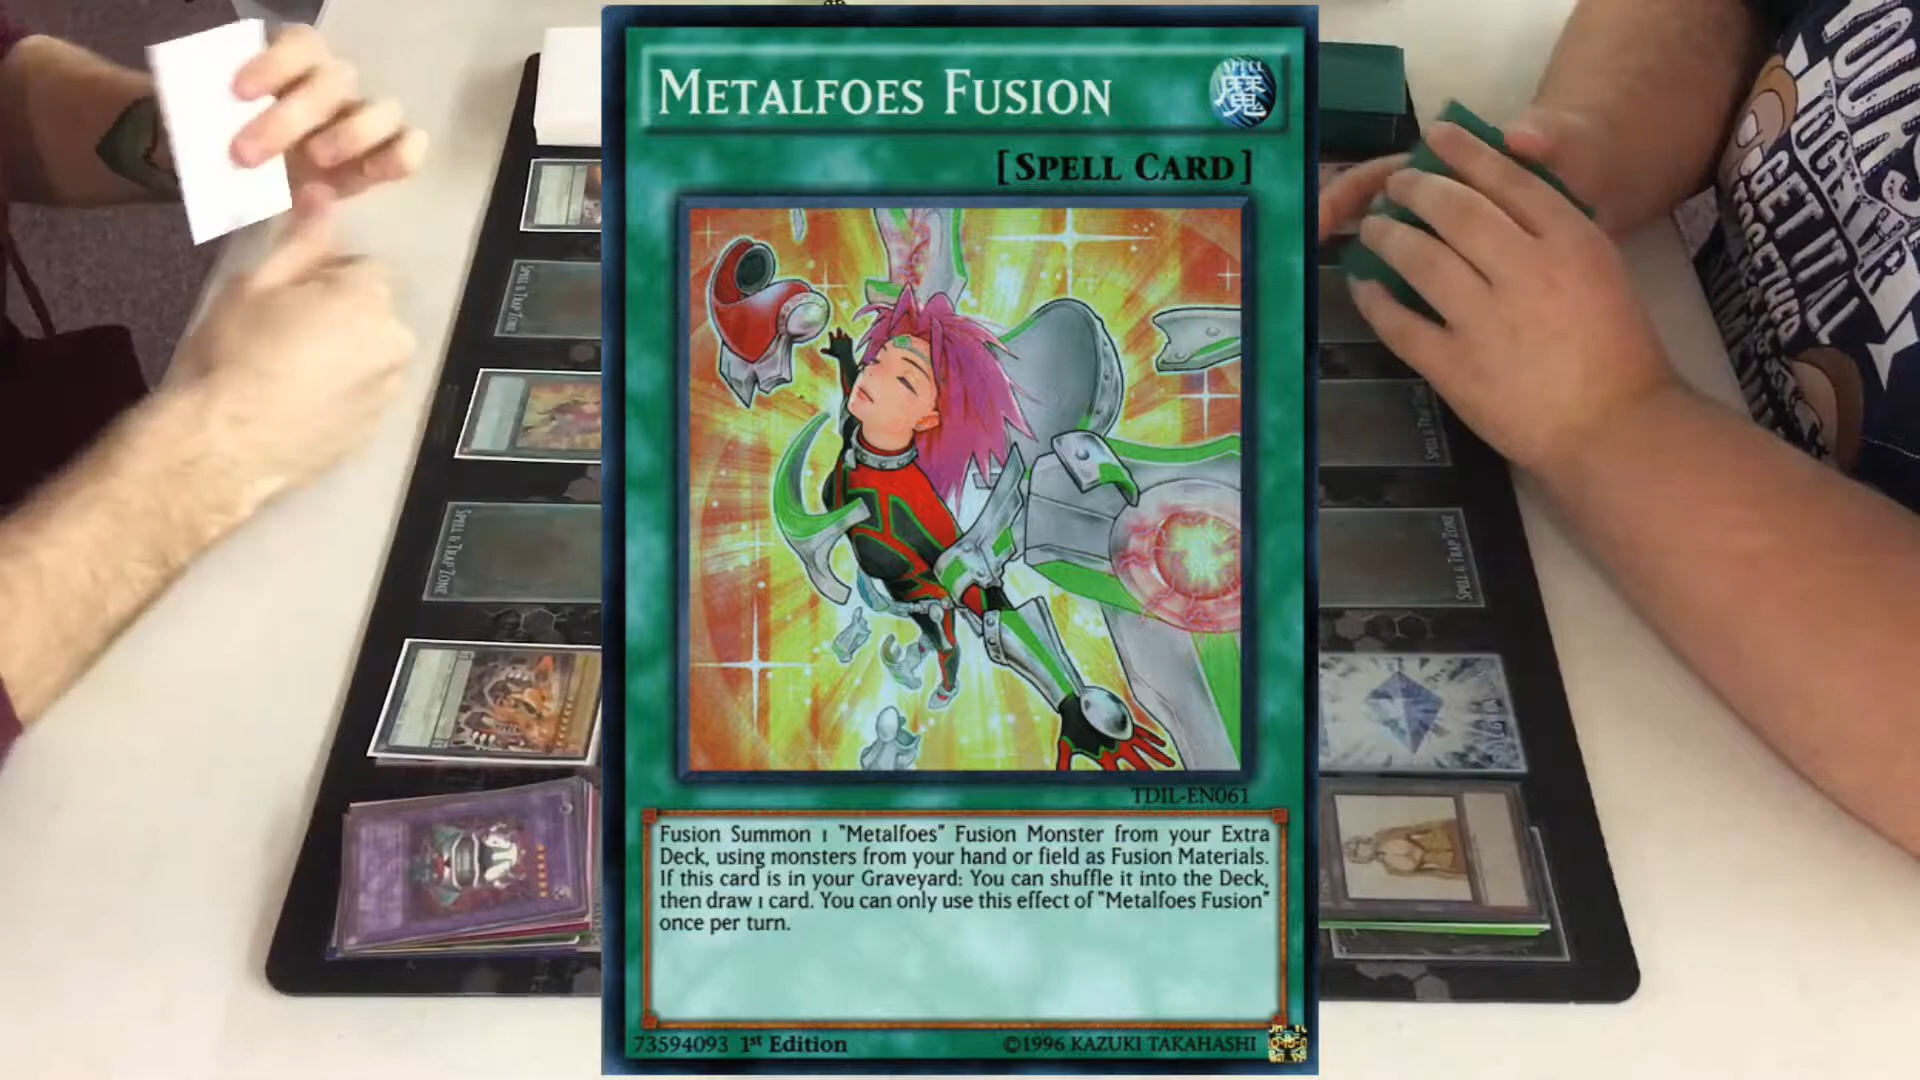 METALFOES FUSION
SPELL
魔
[SPELL CARD]
TDIL-EN061
Fusion Summon 1 "Metalfoes" Fusion Monster from your Extra
Deck, using monsters from your hand or field as Fusion Materials.
If this card is in your Graveyard: You can shuffle it into the Deck,
then draw 1 card. You can only use this effect of "Metalfoes Fusion"
once per turn.
73594093 1st Edition
©1996 KAZUKI TAKAHASHI
SPELL & TRAP ZONE
SPELL & TRAP ZONE
SPELL & TRAP ZONE
SPELL & TRAP ZONE
GET IT ALL
TOGETHER